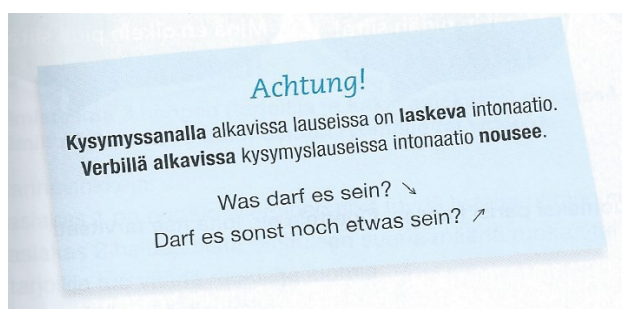 Achtung!
Kysymyssanalla alkavissa lauseissa on laskeva intonaatio.
Verbillä alkavissa kysymyslauseissa intonaatio nousee.
Was darf es sein? ↘
Darf es sonst noch etwas sein? ↗